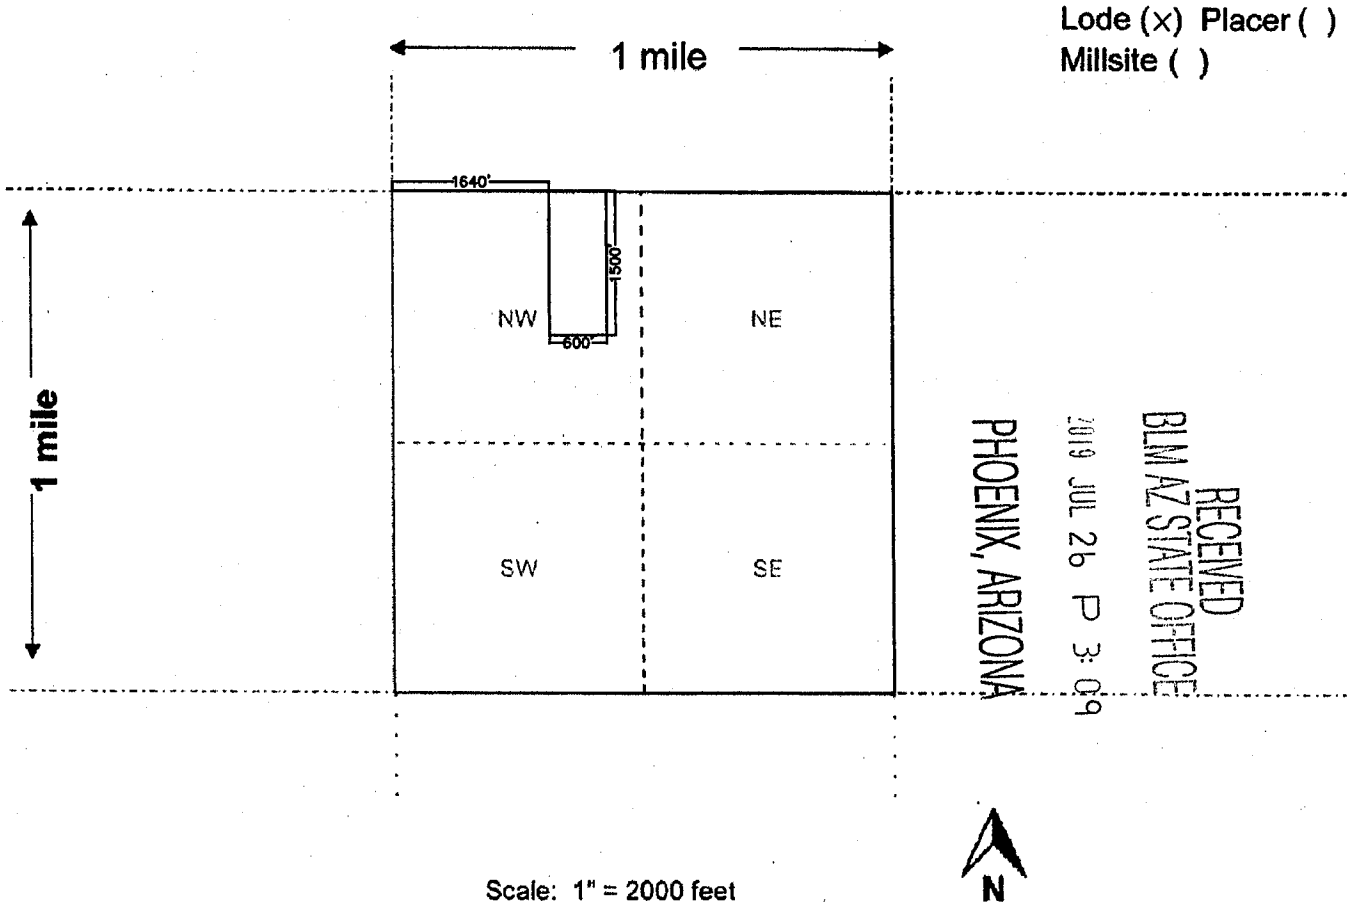 Lode (×) Placer ( )
Millsite ( )
1 mile
1640'
1500'
600'
NW
NE
1 mile
SW
SE
RECEIVED
BLM AZ STATE OFFICE
2019 JUL 26 P 3:09
PHOENIX, ARIZONA
N
Scale: 1" = 2000 feet